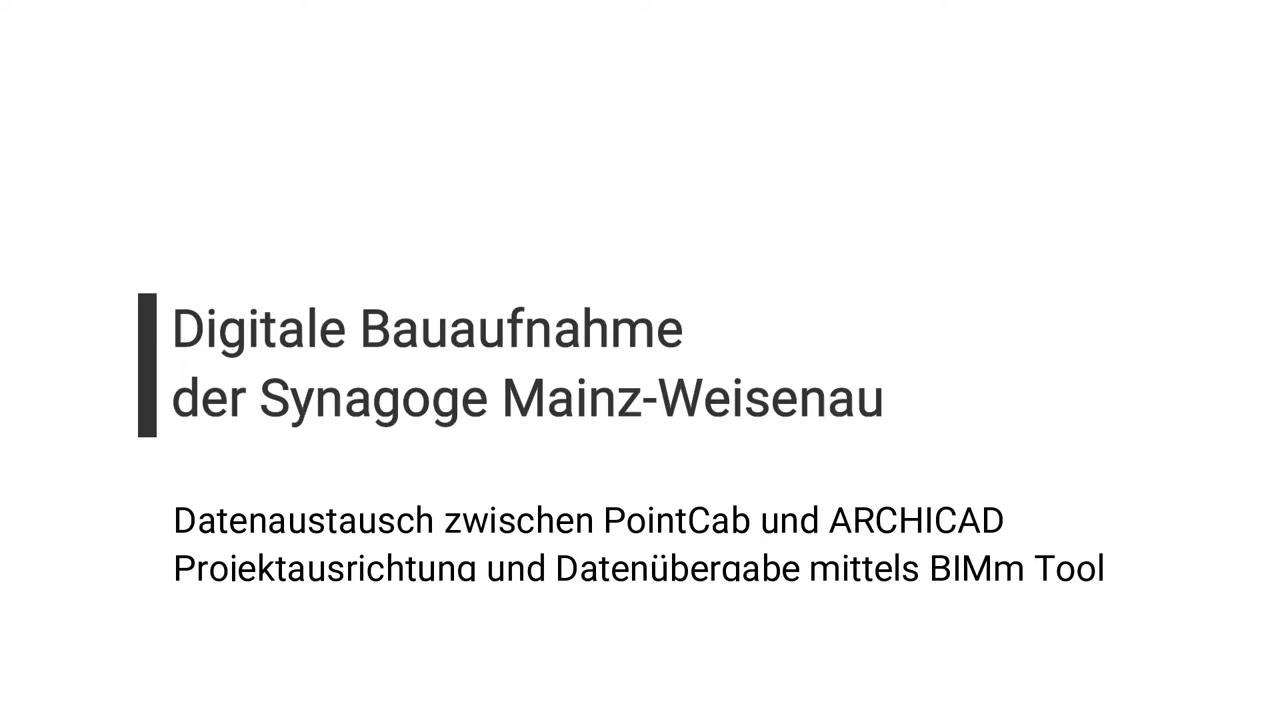 Digitale Bauaufnahme
der Synagoge Mainz-Weisenau
Datenaustausch zwischen PointCab und ARCHICAD
Projektausrichtung und Datenübergabe mittels BIMm Tool